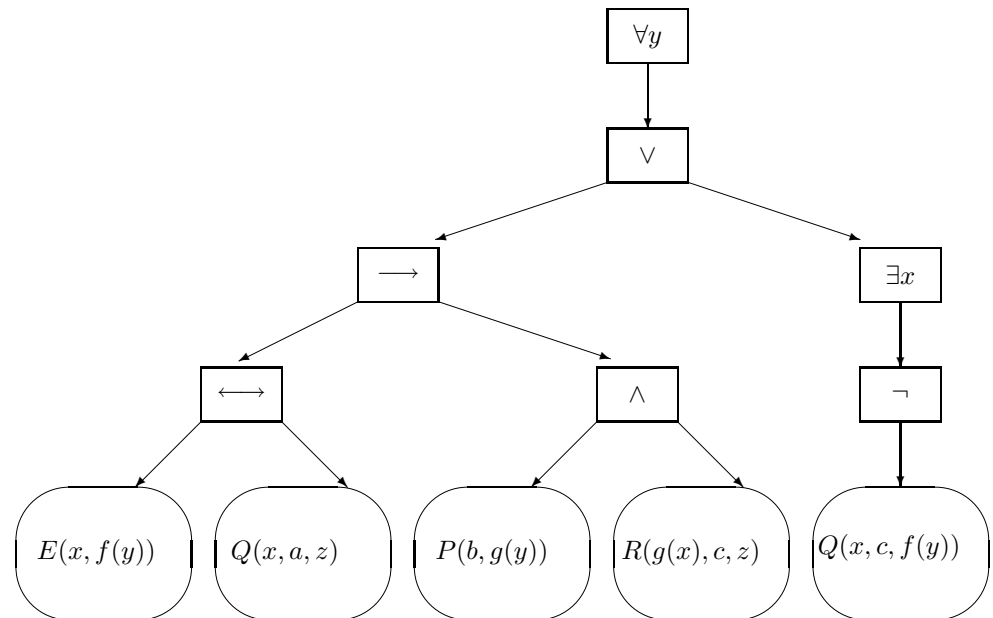 ∀y
∨
⟶ ∃x
⟷ ∧ ¬
E(x, f(y)) Q(x, a, z) P(b, g(y)) R(g(x), c, z) Q(x, c, f(y))